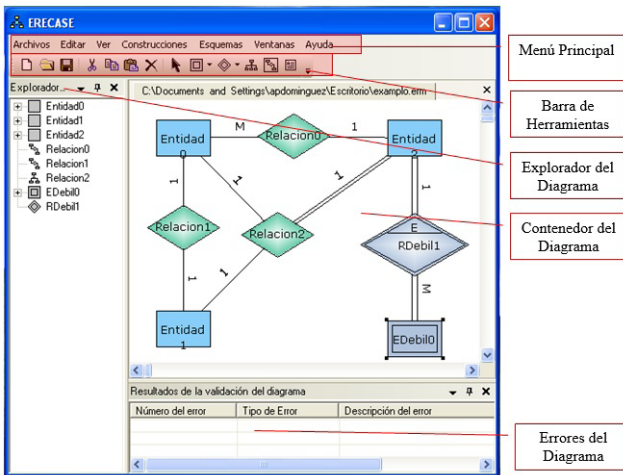 ERECASE
Archivos Editar Ver Construcciones Esquemas Ventanas Ayuda
Explorador...
C:\Documents and Settings\apdominguez\Escritorio\examplo.erm
Entidad0
Entidad1
Entidad2
Relacion0
Relacion1
Relacion2
EDebil0
RDebil1
Entidad
0
M
Relacion0
1
Entidad
2
1
1
1
1
Relacion1
Relacion2
E
RDebil1
1
1
M
Entidad
1
EDebil0
Resultados de la validación del diagrama
Número del error
Tipo de Error
Descripción del error
Menú Principal
Barra de
Herramientas
Explorador del
Diagrama
Contenedor del
Diagrama
Errores del
Diagrama